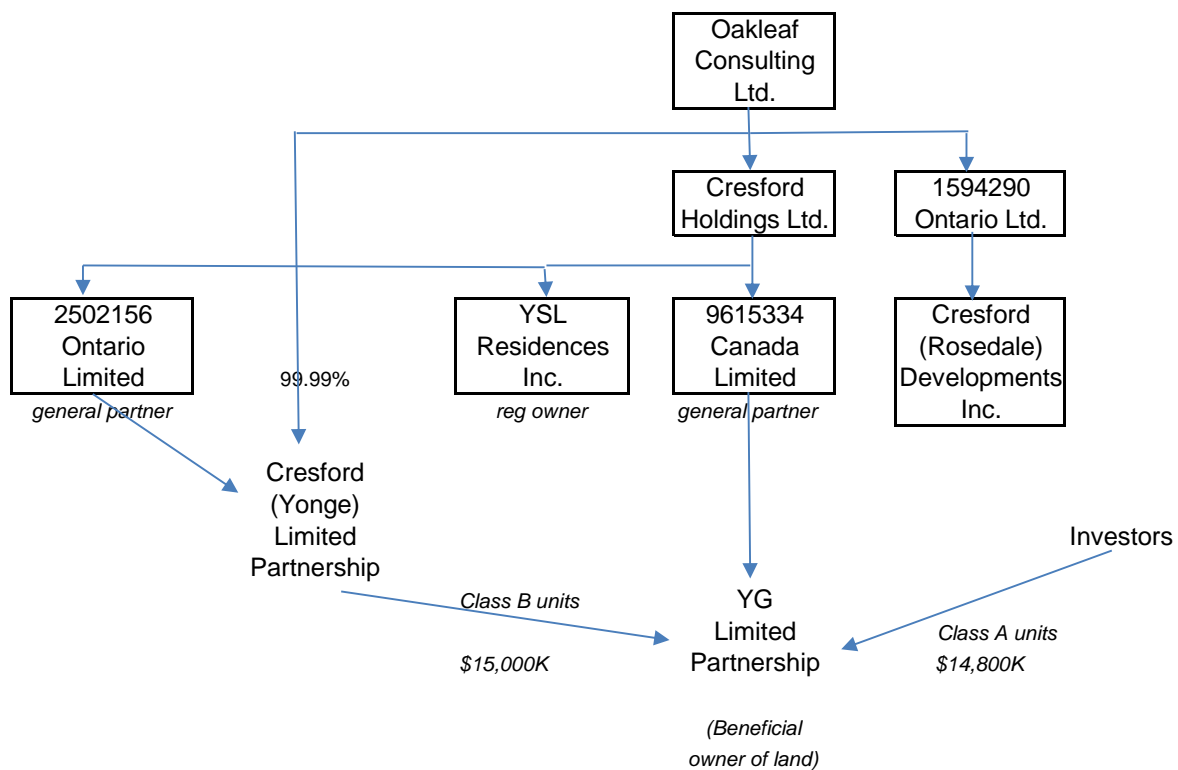 Oakleaf
Consulting
Ltd.
Cresford
Holdings Ltd.
1594290
Ontario Ltd.
2502156
Ontario
Limited
general partner
99.99%
YSL
Residences
Inc.
reg owner
9615334
Canada
Limited
general partner
Cresford
(Rosedale)
Developments
Inc.
Cresford
(Yonge)
Limited
Partnership
Investors
Class B units
$15,000K
YG
Limited
Partnership
Class A units
$14,800K
(Beneficial
owner of land)